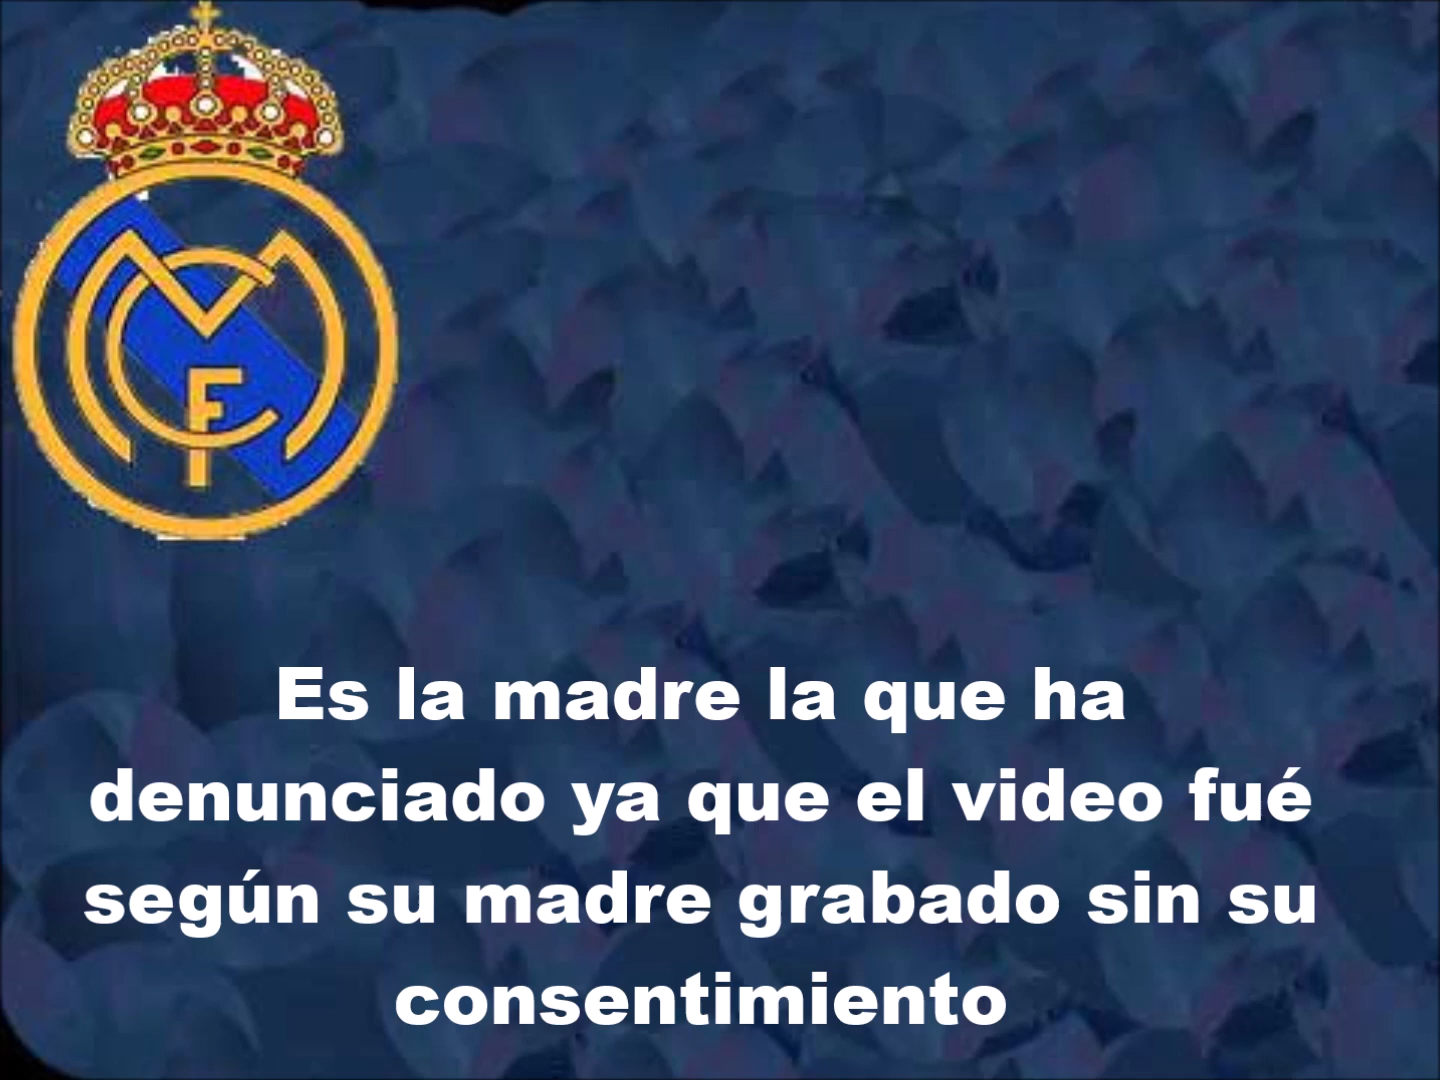 Es la madre la que ha
denunciado ya que el video fué
según su madre grabado sin su
consentimiento